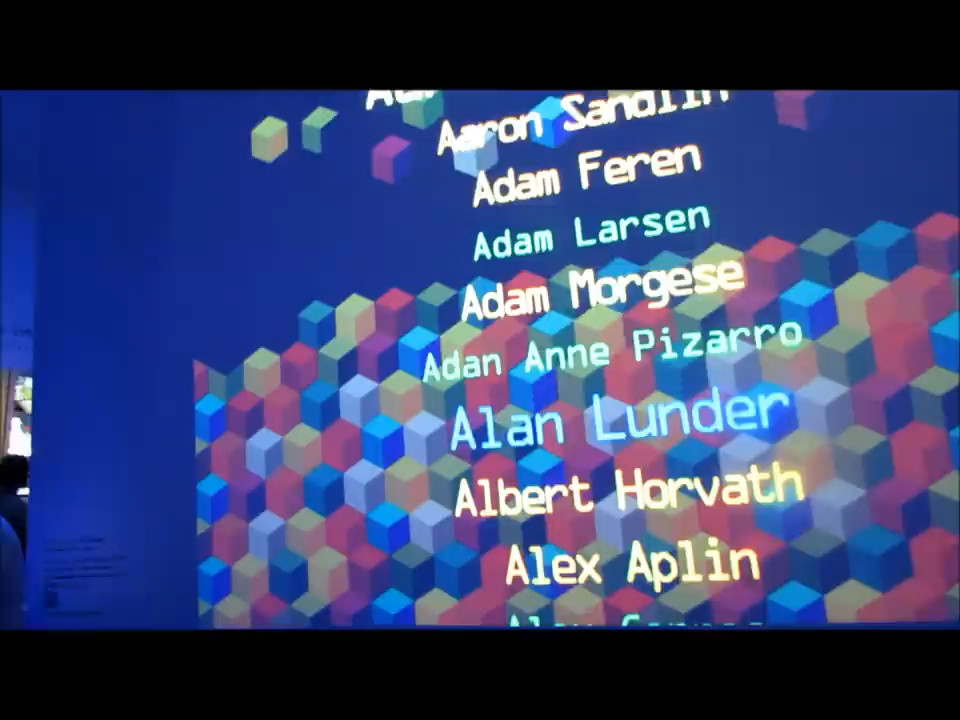 Aaron Sandlin
Adam Feren
Adam Larsen
Adam Morgese
Adan Anne Pizarro
Alan Lunder
Albert Horvath
Alex Aplin